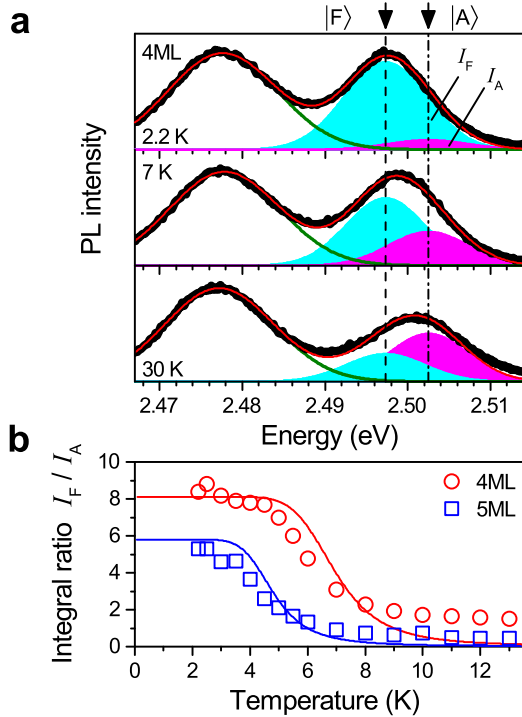 a
|F⟩ |A⟩
4ML
I_F
I_A
2.2 K
7 K
30 K
PL intensity
2.47 2.48 2.49 2.50 2.51
Energy (eV)
b
10
8
6
4
2
0
4ML
5ML
Integral ratio I_F / I_A
0 2 4 6 8 10 12
Temperature (K)